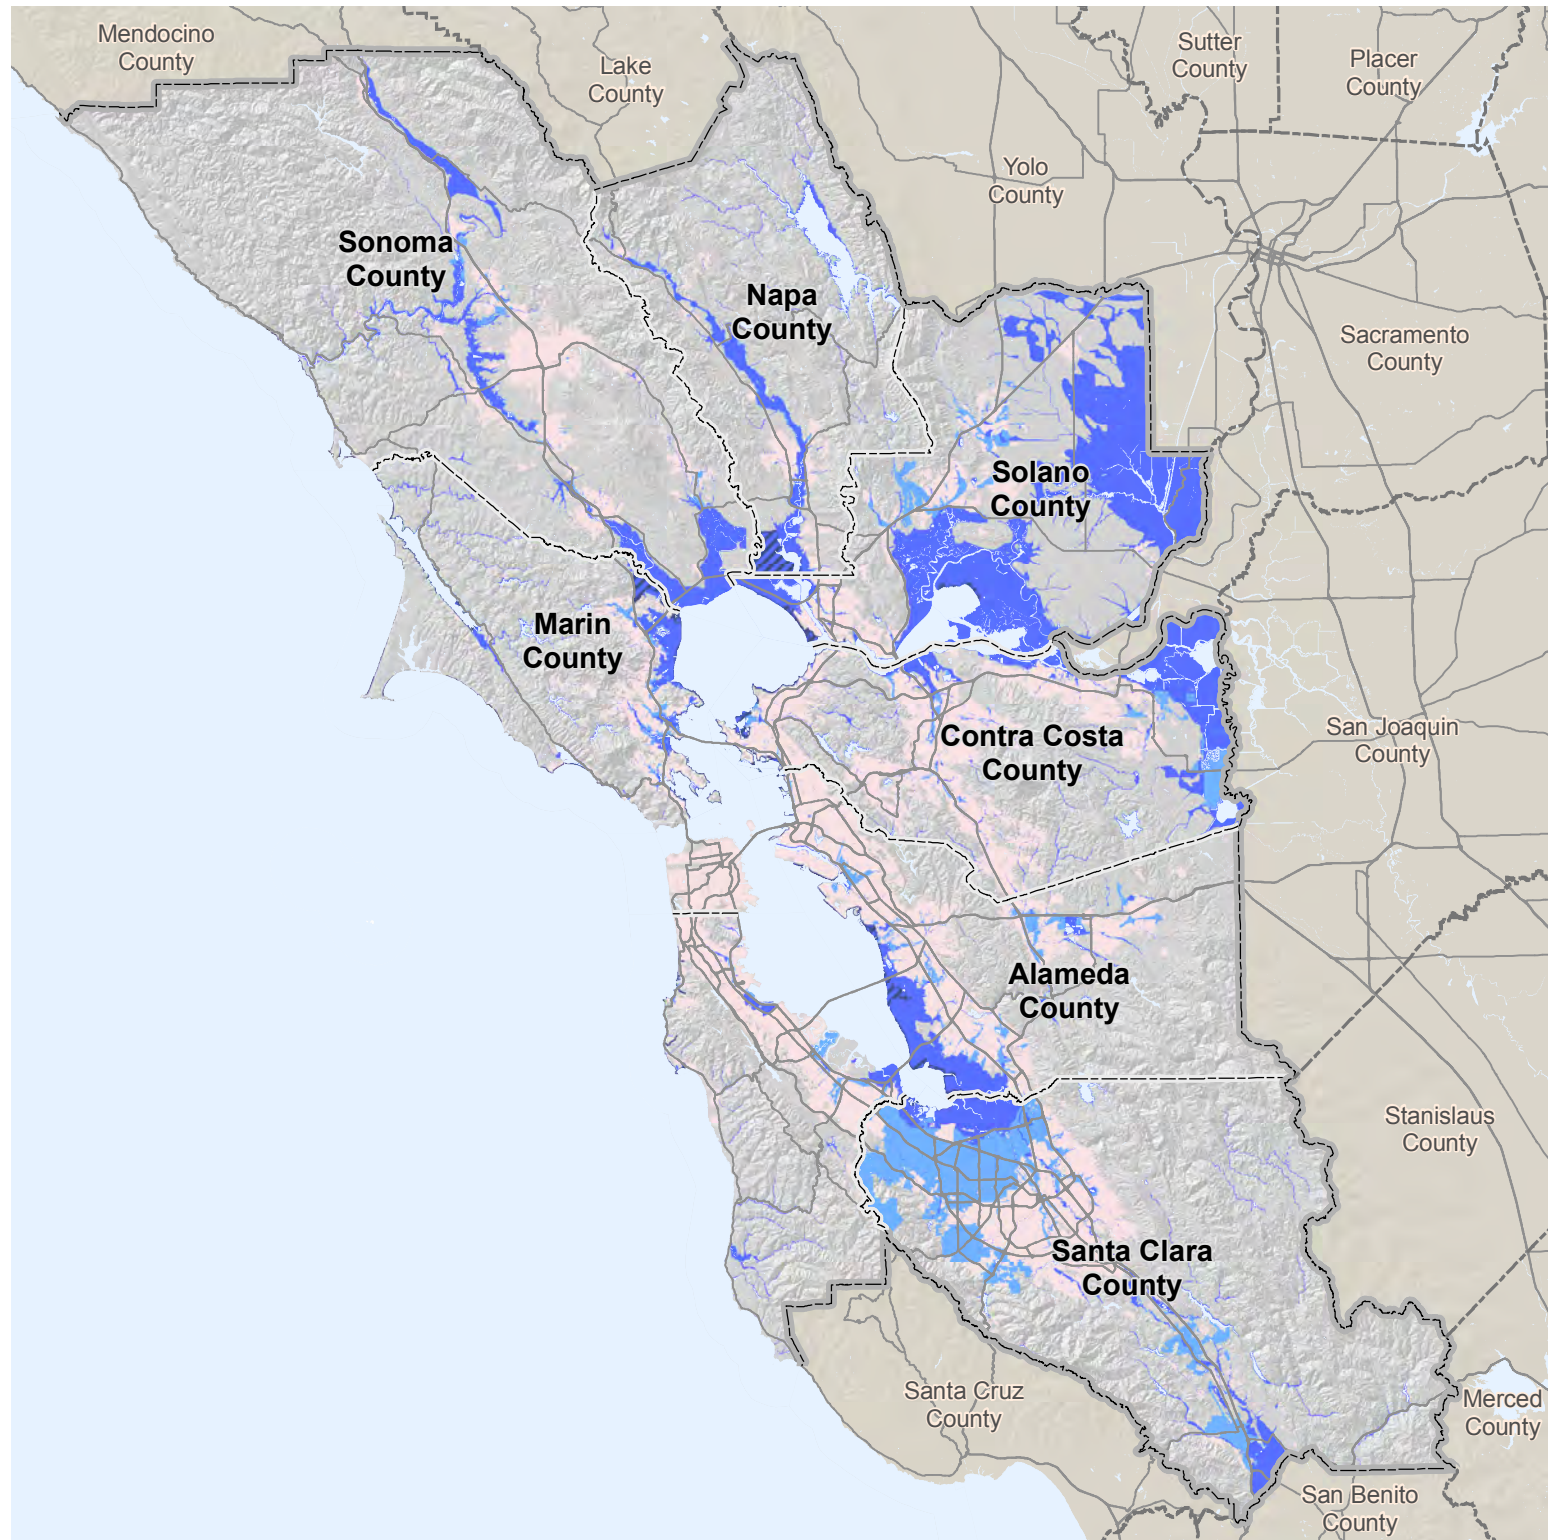 Mendocino
County
Lake
County
Sutter
County
Placer
County
Yolo
County
Sonoma
County
Napa
County
Sacramento
County
Solano
County
Marin
County
Contra Costa
County
San Joaquin
County
Alameda
County
Stanislaus
County
Santa Clara
County
Santa Cruz
County
Merced
County
San Benito
County